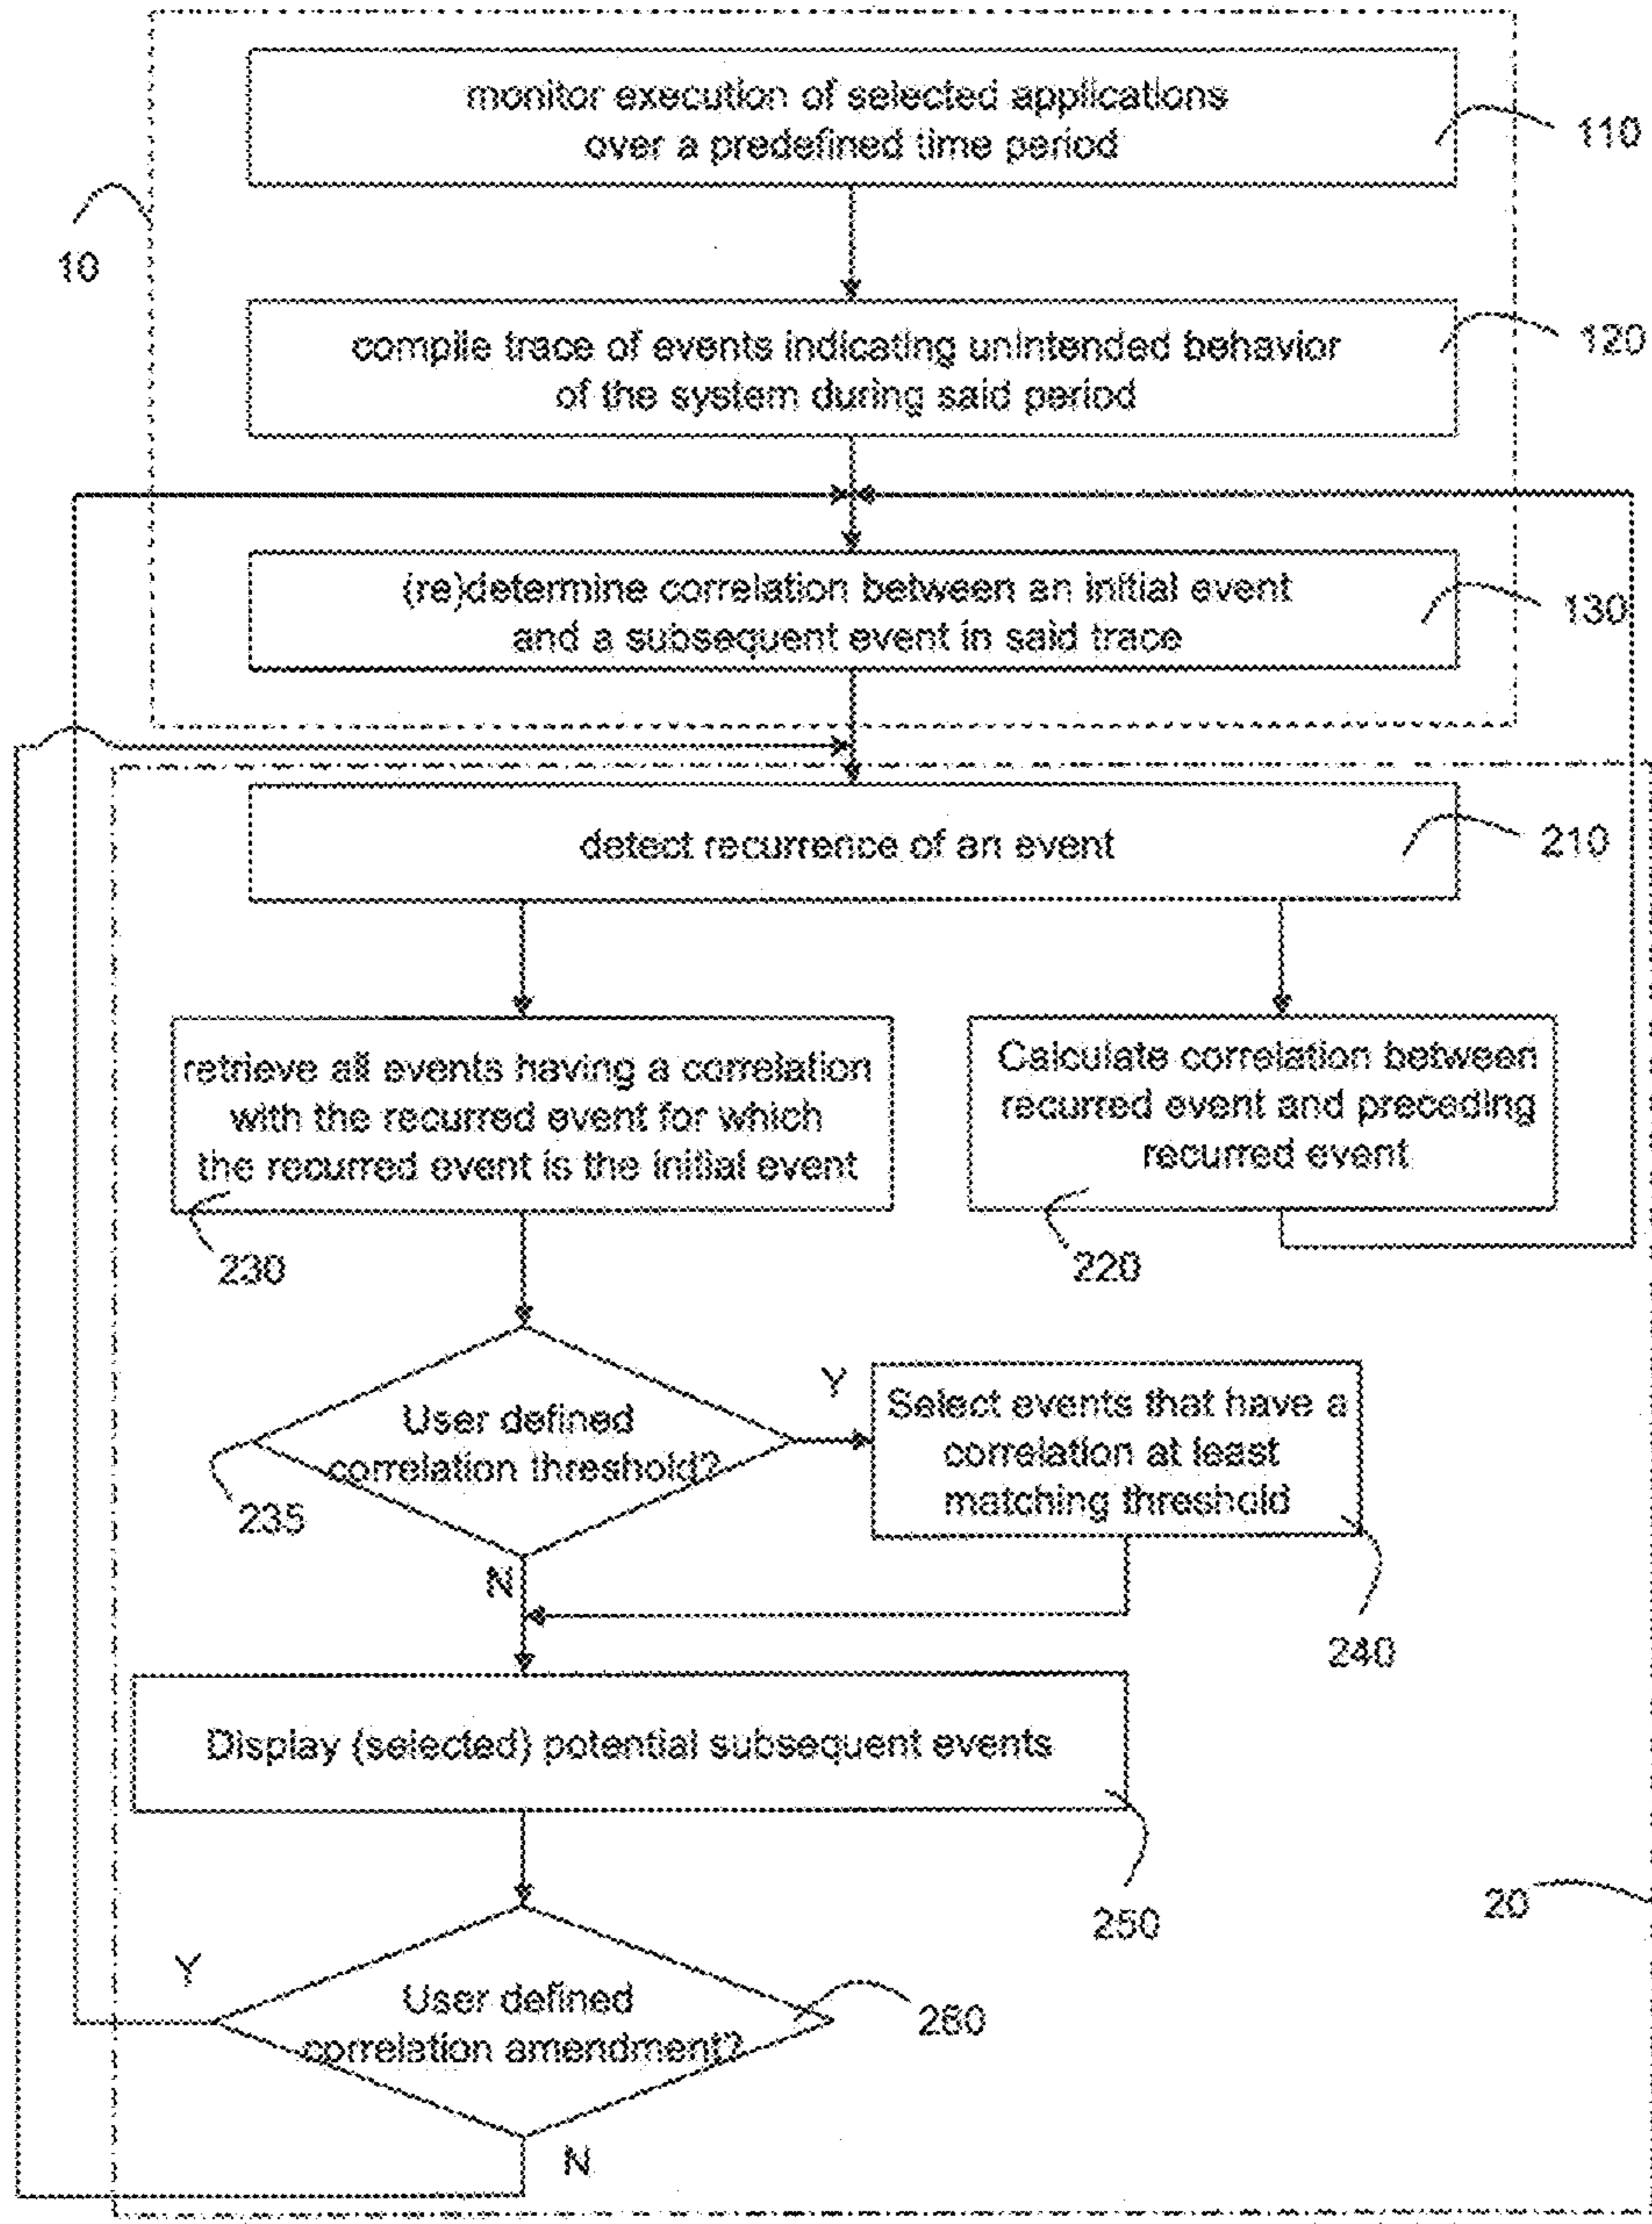 monitor execution of selected applications
over a predefined time period
110
10
compile trace of events indicating unintended behavior
of the system during said period
120
(re)determine correlation between an initial event
and a subsequent event in said trace
130
detect recurrence of an event
210
retrieve all events having a correlation
with the recurred event for which
the recurred event is the initial event
230
Calculate correlation between
recurred event and preceding
recurred event
220
User defined
correlation threshold?
235
Y
N
Select events that have a
correlation at least
matching threshold
240
Display (selected) potential subsequent events
250
20
Y
User defined
correlation amendment?
260
N